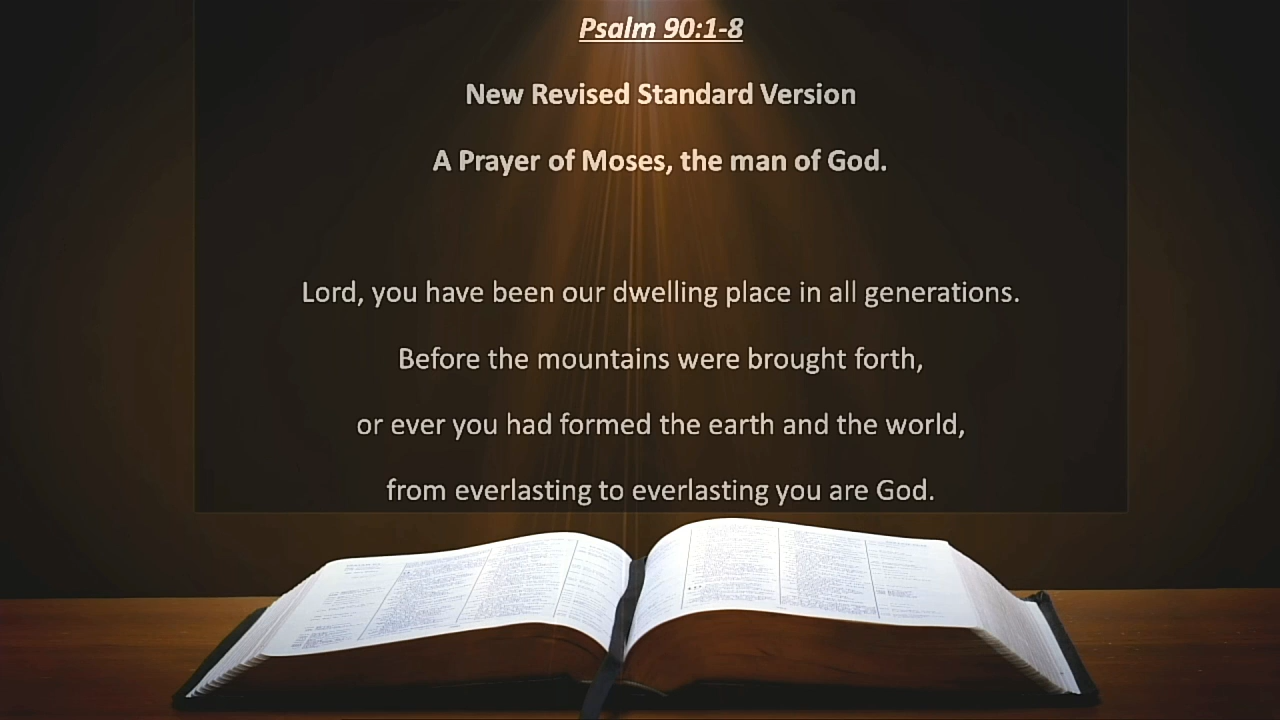 Psalm 90:1-8
New Revised Standard Version
A Prayer of Moses, the man of God.
Lord, you have been our dwelling place in all generations.
Before the mountains were brought forth,
or ever you had formed the earth and the world,
from everlasting to everlasting you are God.